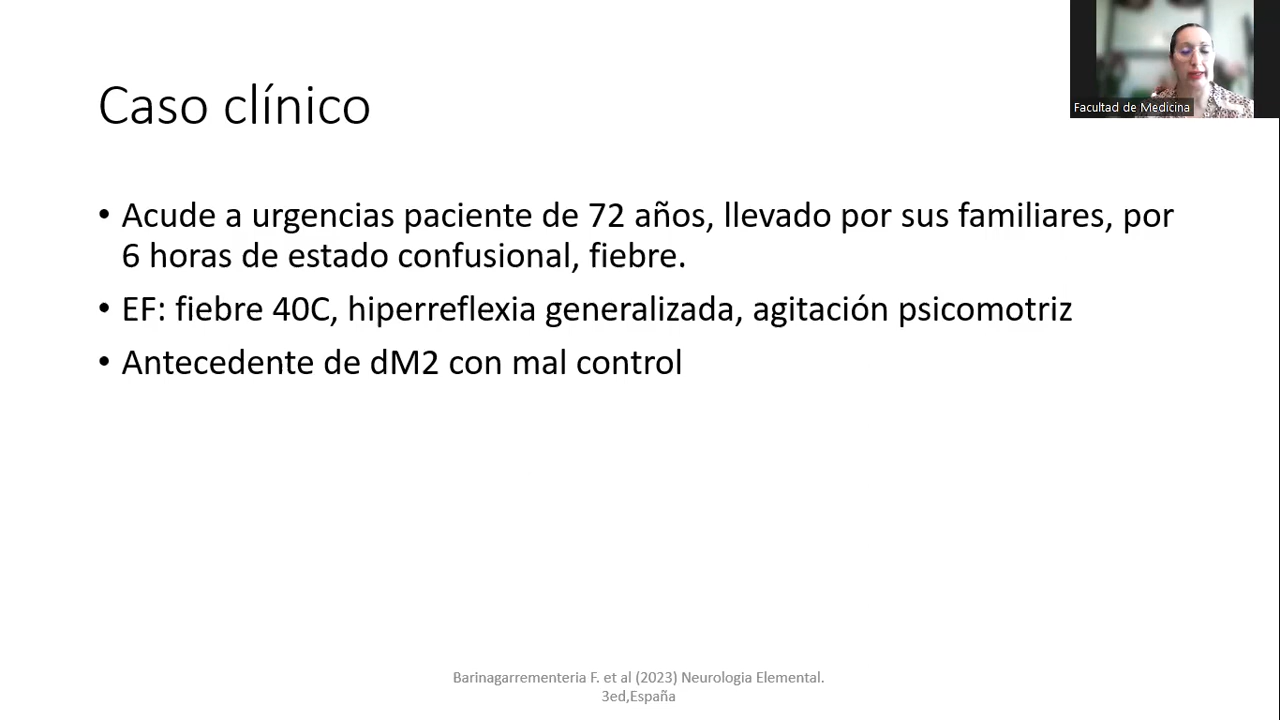 Caso clínico
Facultad de Medicina
• Acude a urgencias paciente de 72 años, llevado por sus familiares, por
6 horas de estado confusional, fiebre.
• EF: fiebre 40C, hiperreflexia generalizada, agitación psicomotriz
• Antecedente de dM2 con mal control
Barinagarrementeria F. et al (2023) Neurologia Elemental.
3ed,España